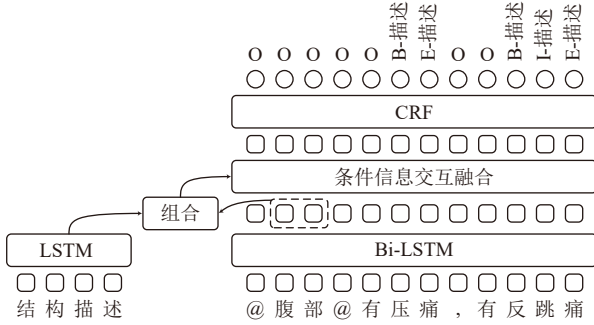 O O O O O B-描述 E-描述 O O B-描述 I-描述 E-描述
CRF
条件信息交互融合
组合
LSTM
Bi-LSTM
结 构 描 述
@ 腹 部 @ 有 压 痛 , 有 反 跳 痛